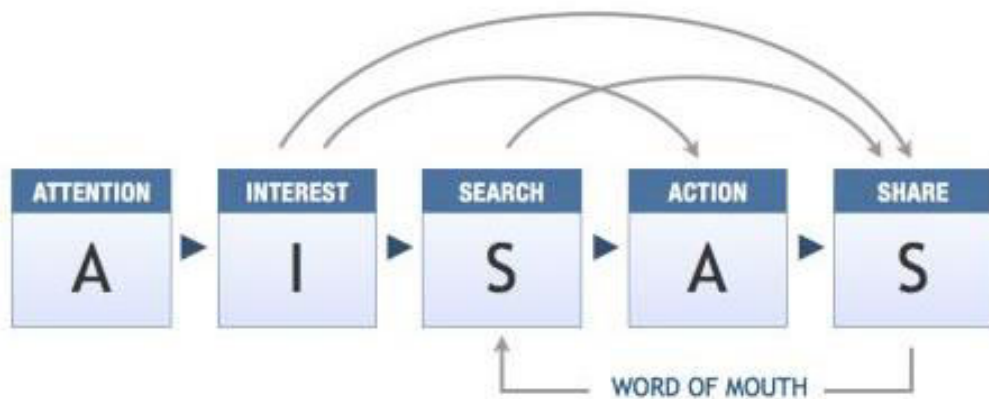 ATTENTION INTEREST SEARCH ACTION SHARE
A I S A S
WORD OF MOUTH